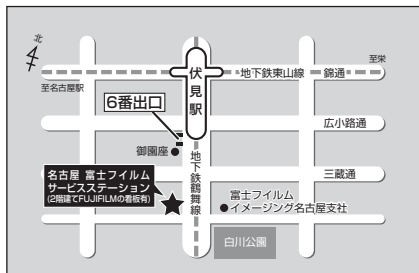 北
至栄
伏見駅
地下鉄東山線
錦通
至名古屋駅
6番出口
広小路通
御園座
地下鉄鶴舞線
名古屋 富士フイルム
サービスステーション
(2階建てFUJIFILMの看板有)
三蔵通
富士フイルム
イメージング名古屋支社
白川公園